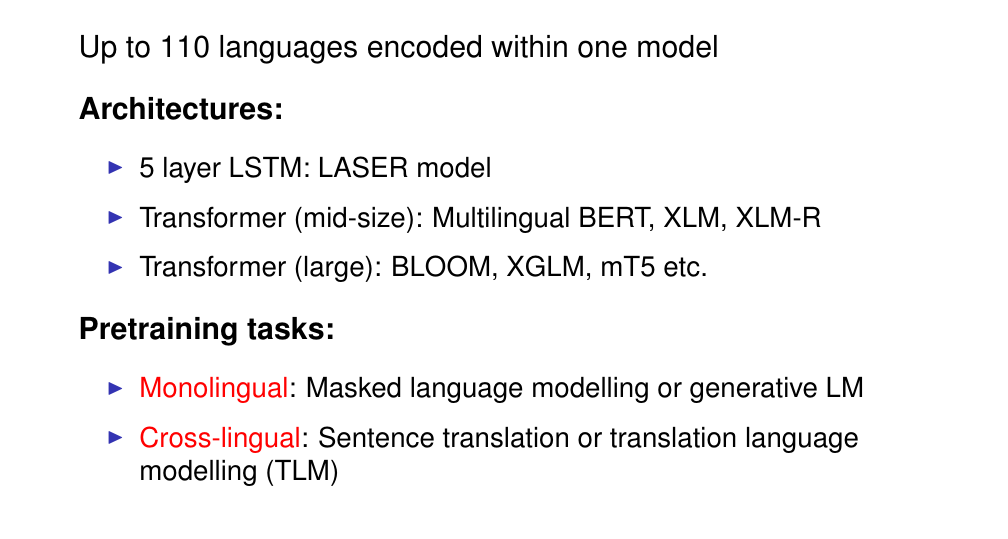 Up to 110 languages encoded within one model
Architectures:
▶ 5 layer LSTM: LASER model
▶ Transformer (mid-size): Multilingual BERT, XLM, XLM-R
▶ Transformer (large): BLOOM, XGLM, mT5 etc.
Pretraining tasks:
▶ Monolingual: Masked language modelling or generative LM
▶ Cross-lingual: Sentence translation or translation language
modelling (TLM)